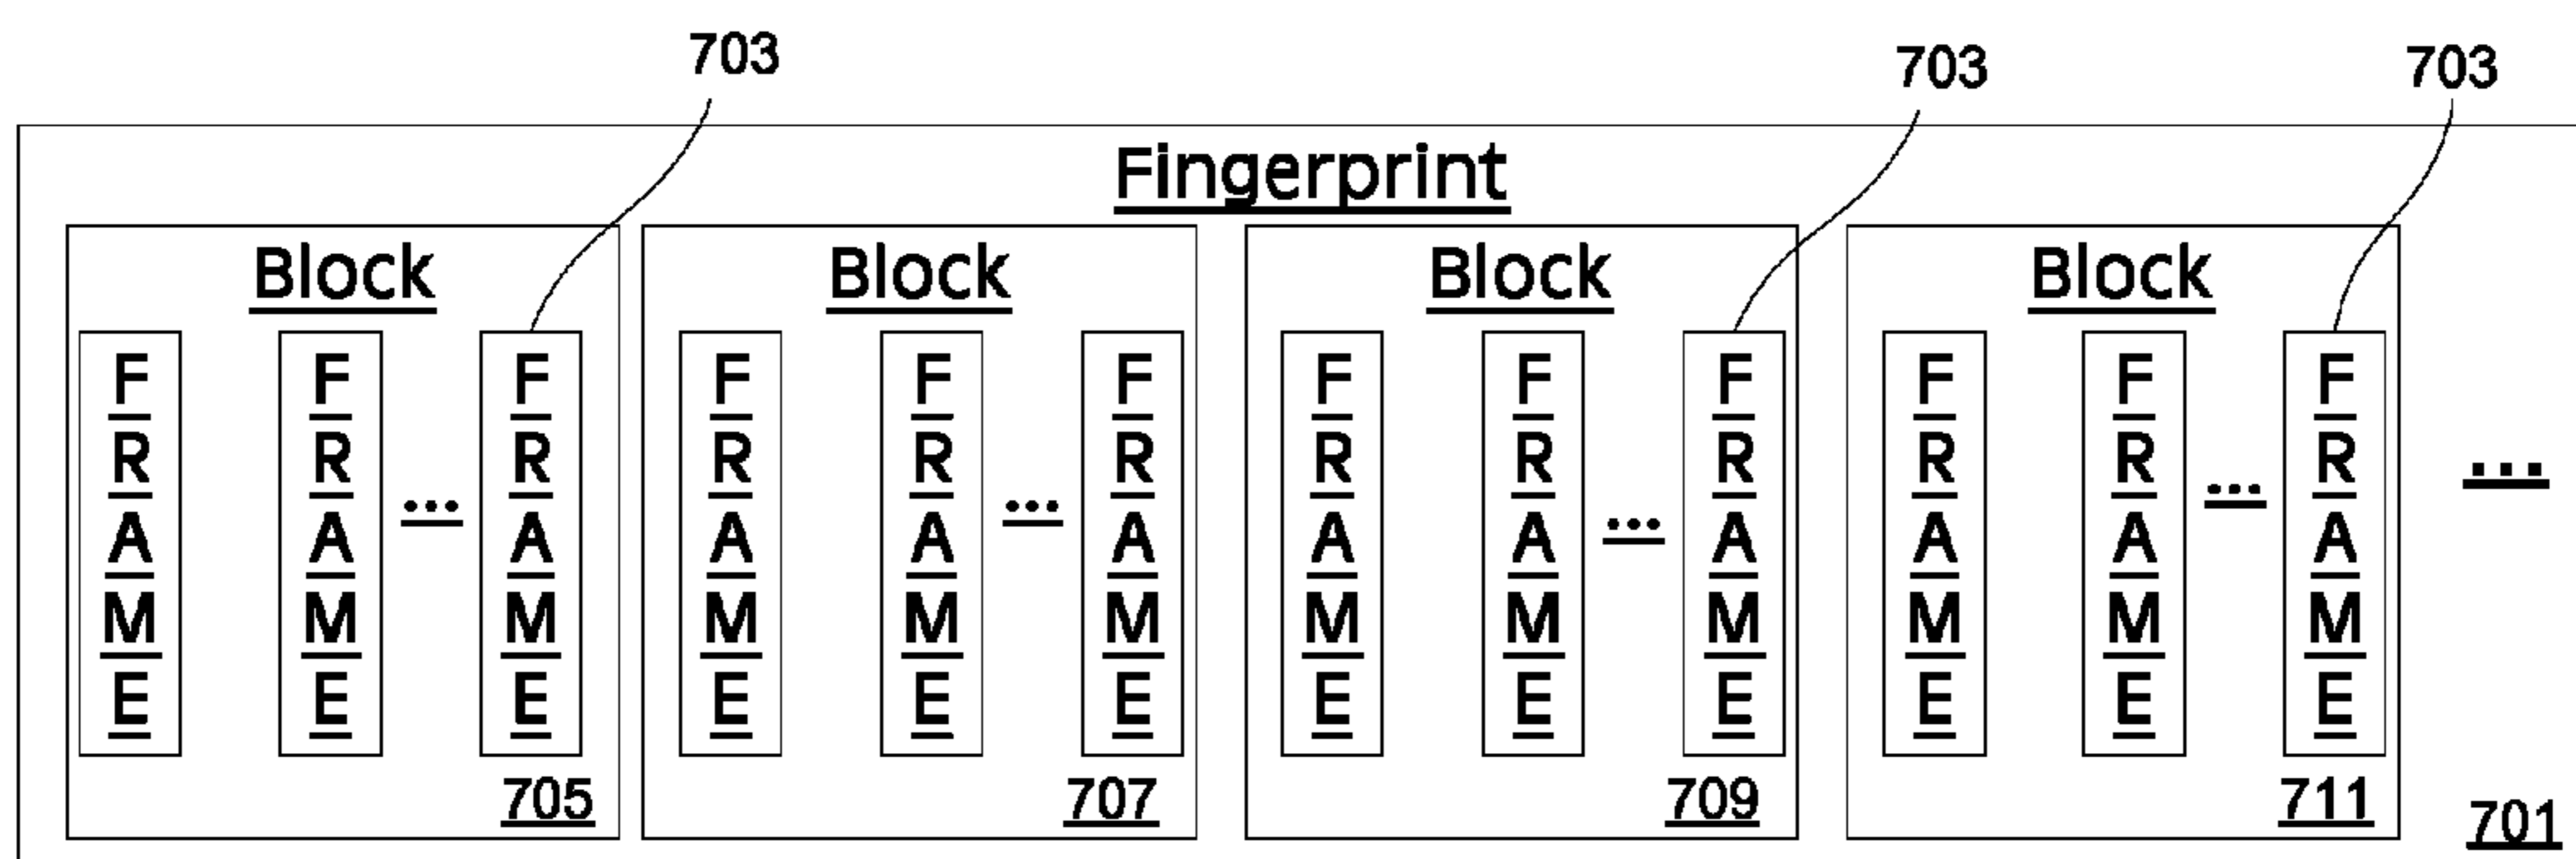 703 703 703
Fingerprint
Block Block Block Block
FRAME FRAME ... FRAME FRAME FRAME ... FRAME FRAME FRAME ... FRAME FRAME FRAME ... FRAME ...
705 707 709 711 701